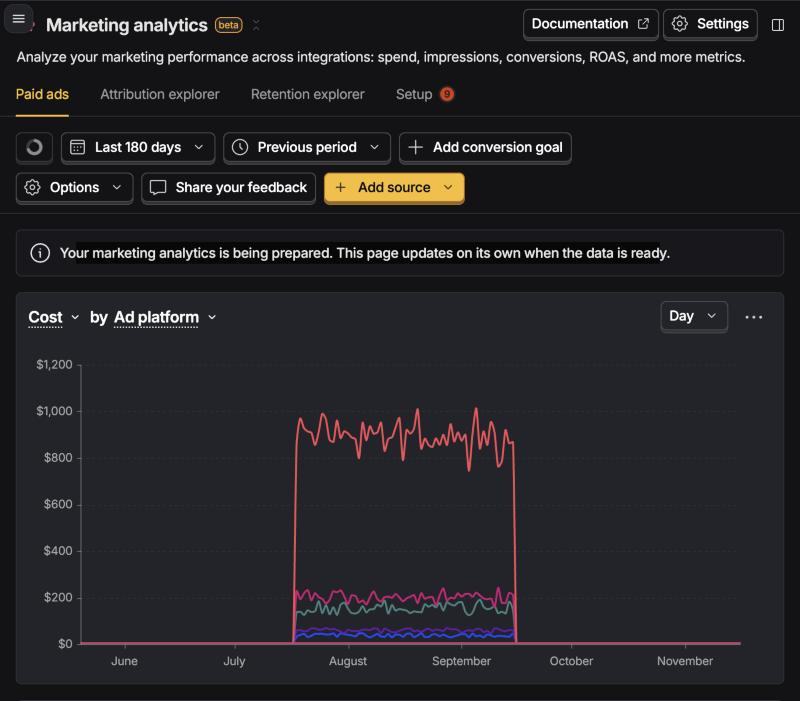 Marketing analytics beta
Documentation
Settings
Analyze your marketing performance across integrations: spend, impressions, conversions, ROAS, and more metrics.
Paid ads
Attribution explorer
Retention explorer
Setup 9
Last 180 days
Previous period
Add conversion goal
Options
Share your feedback
Add source
Your marketing analytics is being prepared. This page updates on its own when the data is ready.
Cost by Ad platform
Day
$1,200
$1,000
$800
$600
$400
$200
$0
June
July
August
September
October
November